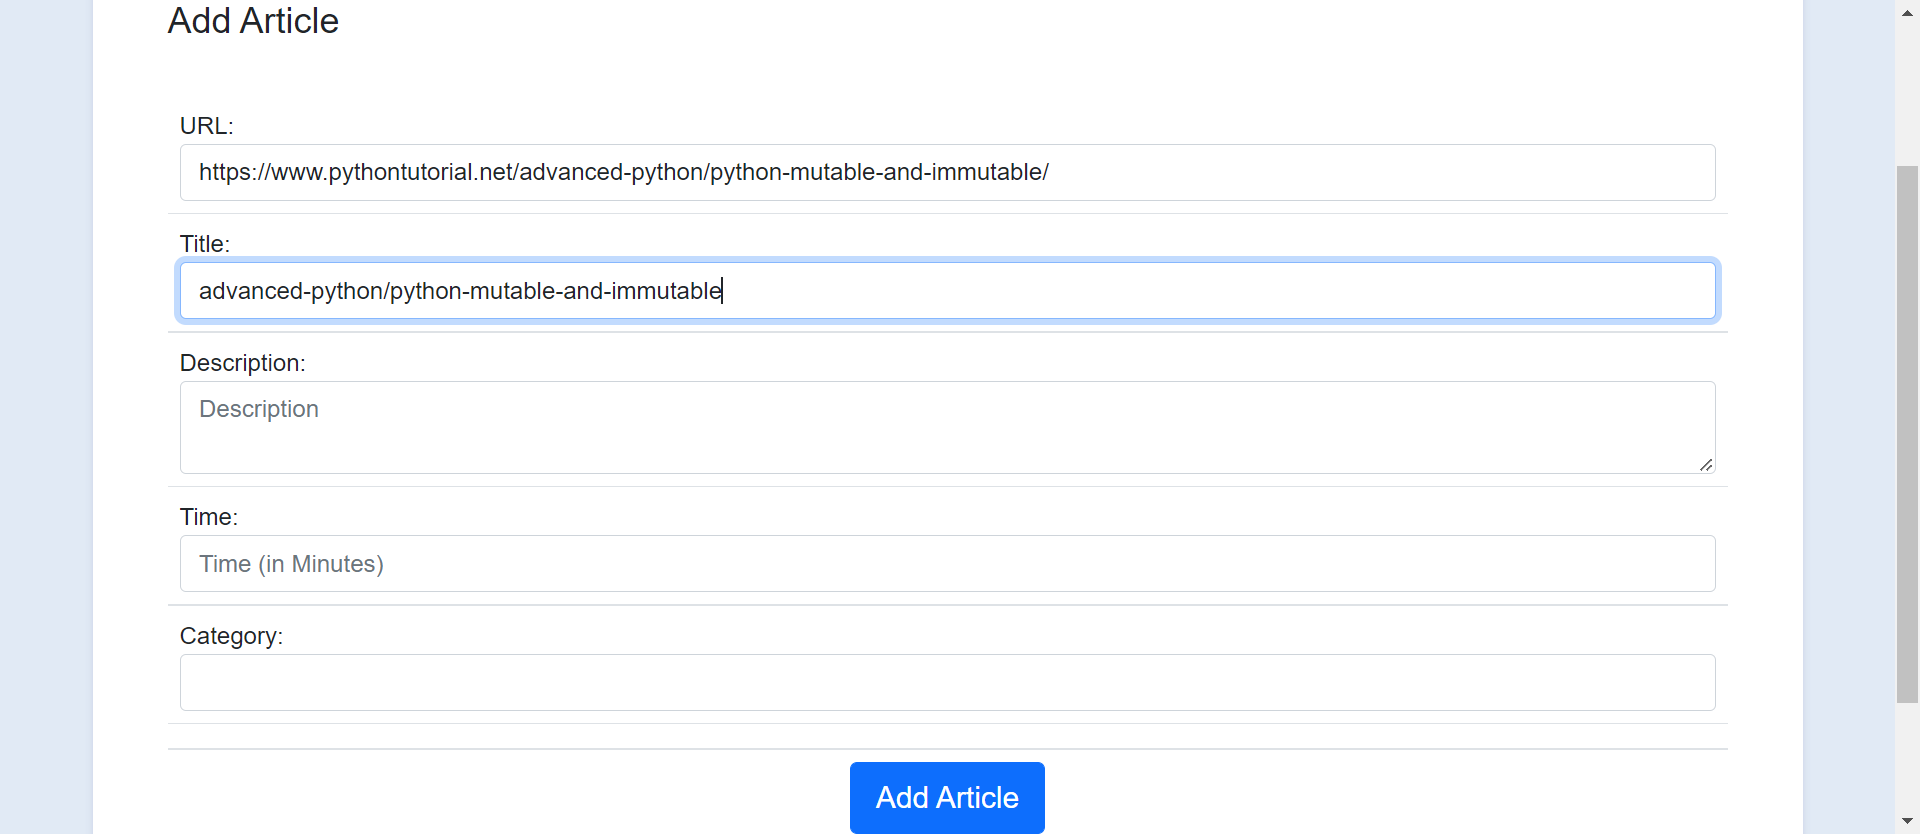 Add Article
URL:
https://www.pythontutorial.net/advanced-python/python-mutable-and-immutable/
Title:
advanced-python/python-mutable-and-immutable
Description:
Description
Time:
Time (in Minutes)
Category:
Add Article